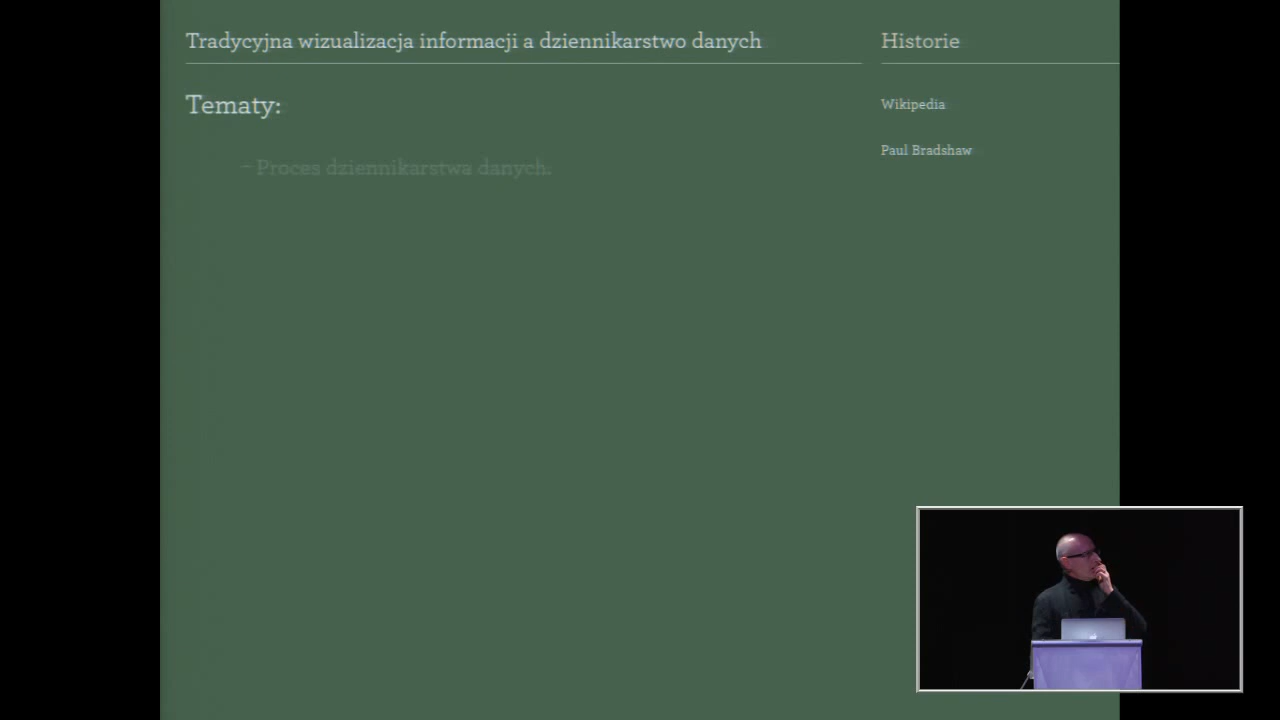 Tradycyjna wizualizacja informacji a dziennikarstwo danych
Tematy:
– Proces dziennikarstwa danych.
Historie
Wikipedia
Paul Bradshaw